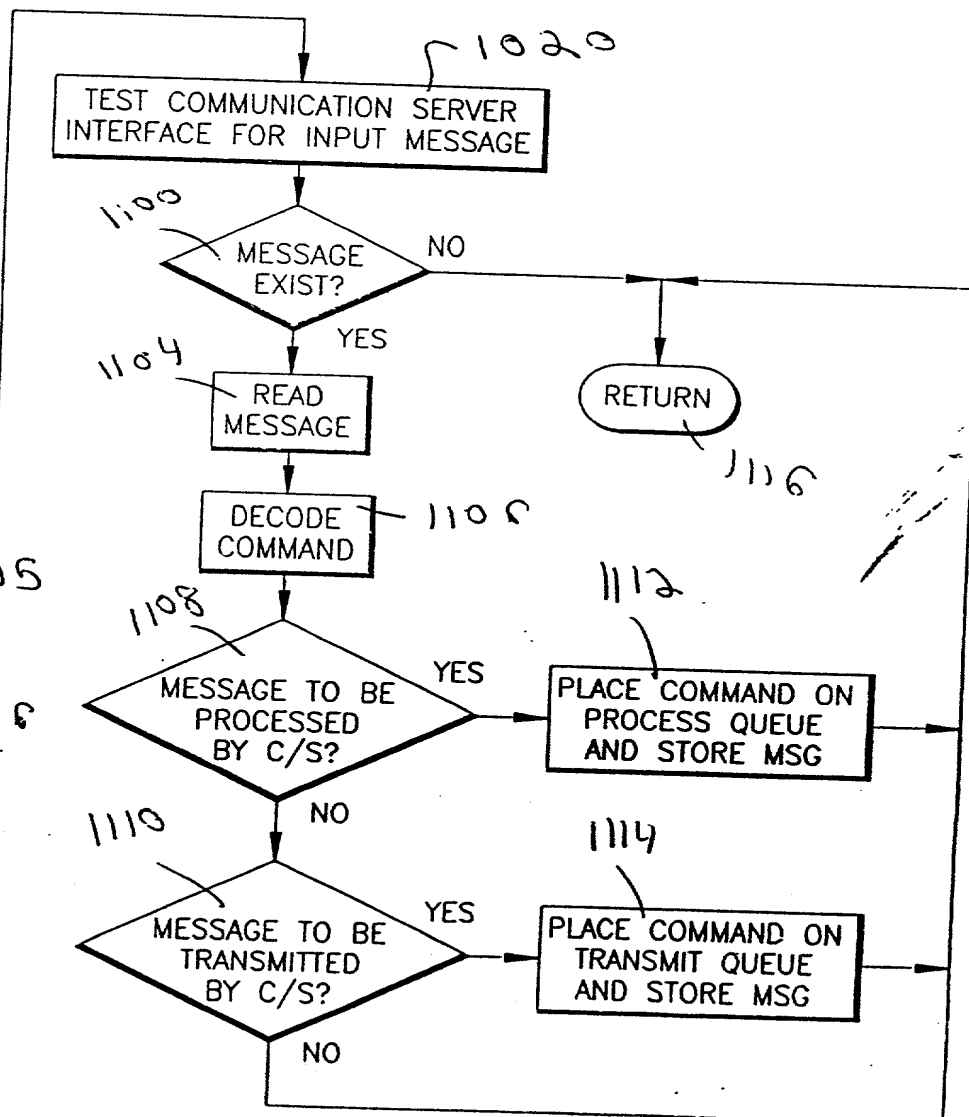 1020
TEST COMMUNICATION SERVER
INTERFACE FOR INPUT MESSAGE
1100
MESSAGE
EXIST?
NO
YES
1104
READ
MESSAGE
RETURN
1116
DECODE
COMMAND
1108
MESSAGE TO BE
PROCESSED
BY C/S?
YES
1112
PLACE COMMAND ON
PROCESS QUEUE
AND STORE MSG
NO
1110
MESSAGE TO BE
TRANSMITTED
BY C/S?
YES
1114
PLACE COMMAND ON
TRANSMIT QUEUE
AND STORE MSG
NO